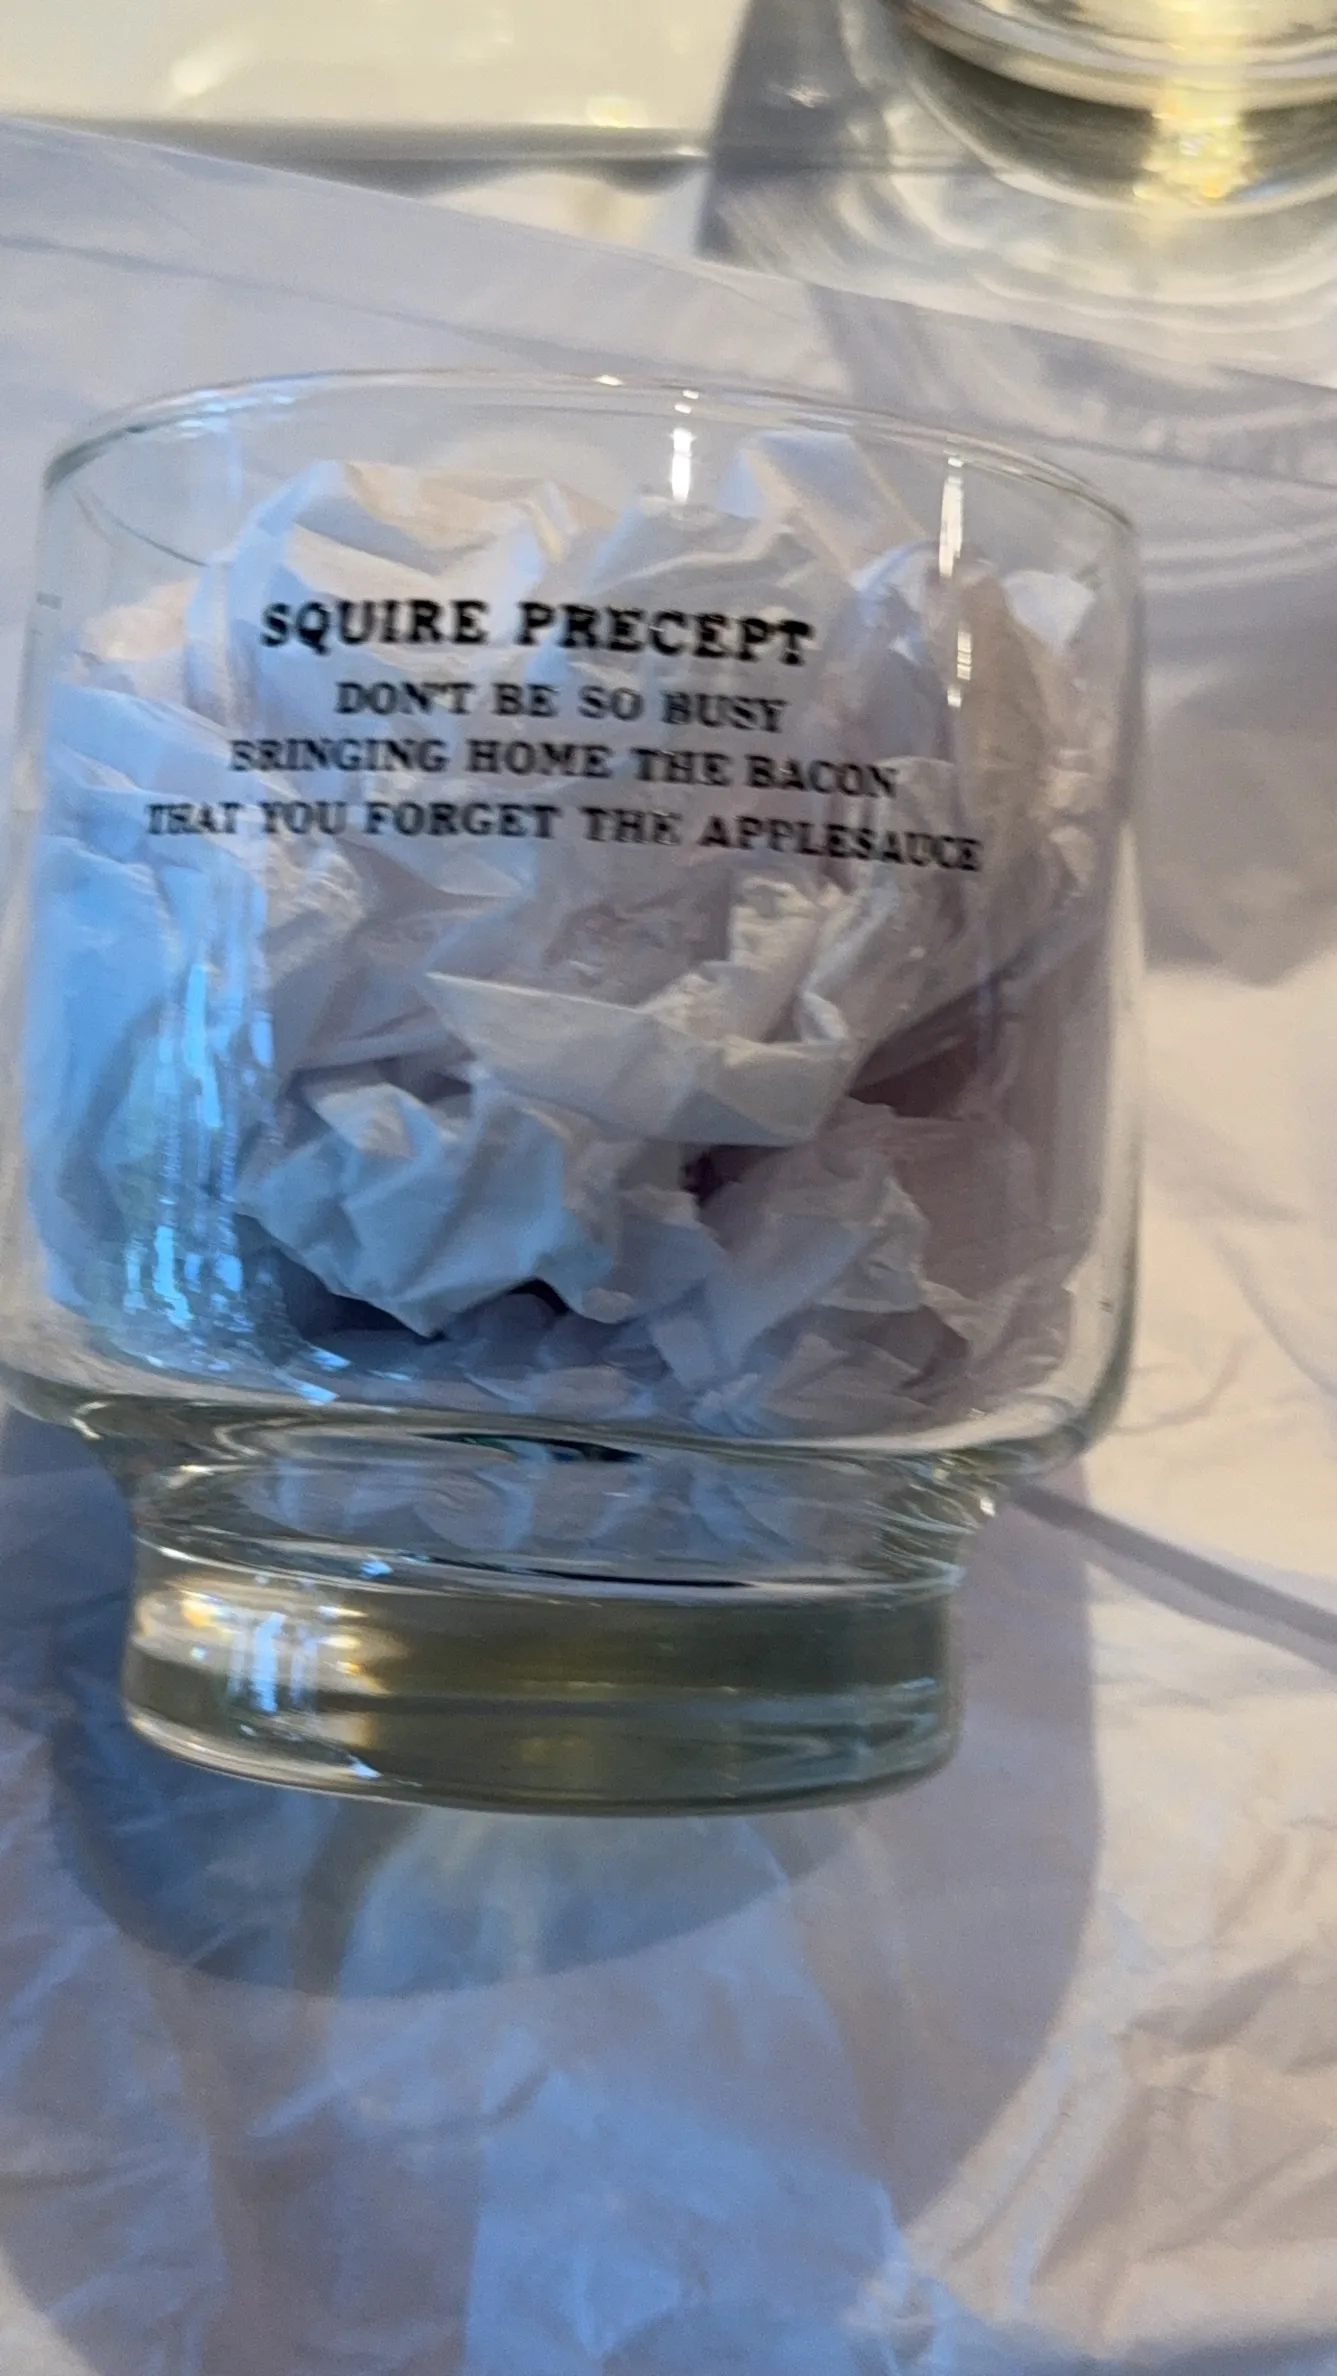 SQUIRE PRECEPT
DON'T BE SO BUSY
BRINGING HOME THE BACON
THAT YOU FORGET THE APPLESAUCE